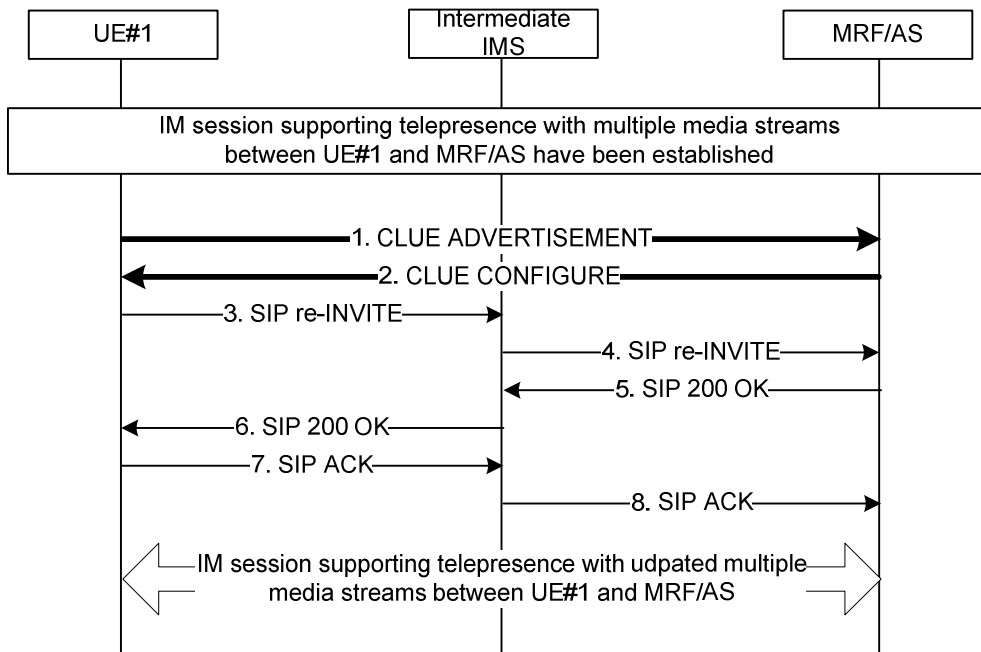 UE#1
Intermediate
IMS
MRF/AS
IM session supporting telepresence with multiple media streams
between UE#1 and MRF/AS have been established
1. CLUE ADVERTISEMENT
2. CLUE CONFIGURE
3. SIP re-INVITE
4. SIP re-INVITE
5. SIP 200 OK
6. SIP 200 OK
7. SIP ACK
8. SIP ACK
IM session supporting telepresence with udpated multiple
media streams between UE#1 and MRF/AS